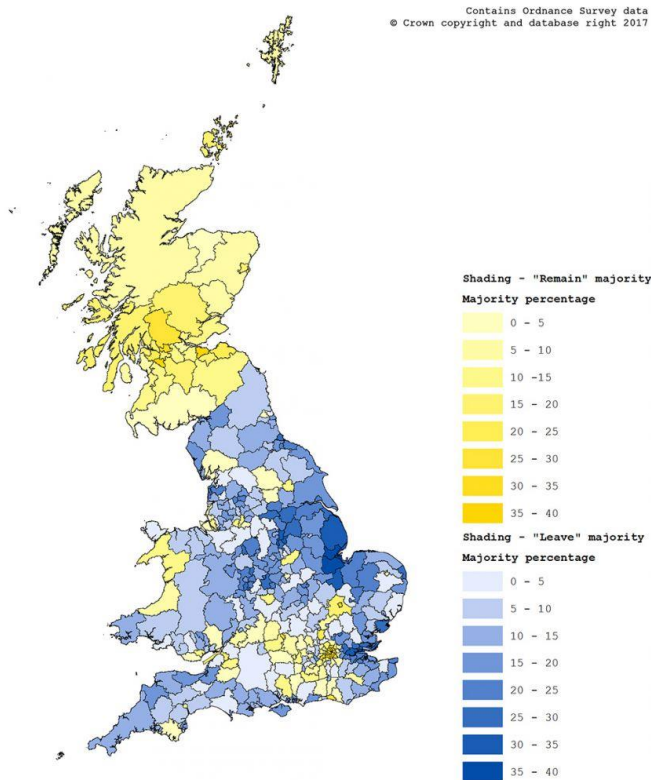 Contains Ordnance Survey data
© Crown copyright and database right 2017
Shading - "Remain" majority
Majority percentage
0 - 5
5 - 10
10 -15
15 - 20
20 - 25
25 - 30
30 - 35
35 - 40
Shading - "Leave" majority
Majority percentage
0 - 5
5 - 10
10 - 15
15 - 20
20 - 25
25 - 30
30 - 35
35 - 40